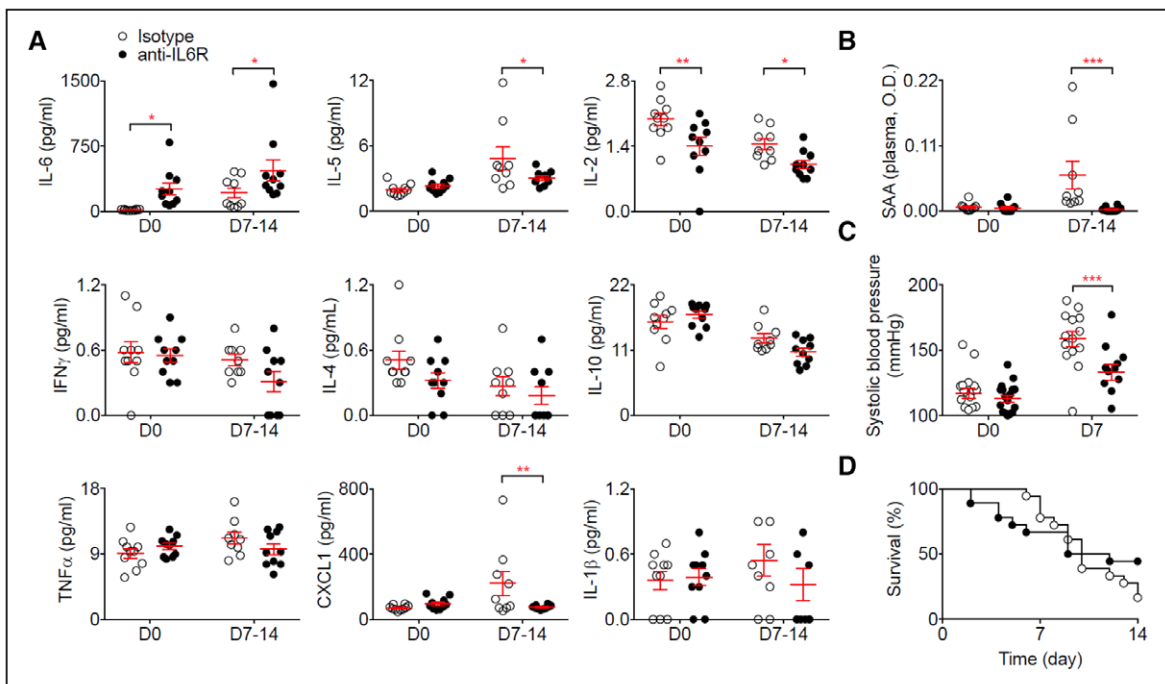 A
Isotype
anti-IL6R
IL-6 (pg/ml)
1500
750
0
*
*
D0
D7-14
IL-5 (pg/ml)
12
6
0
*
D0
D7-14
IL-2 (pg/ml)
2.8
1.4
0.0
**
*
D0
D7-14
B
SAA (plasma, O.D.)
0.22
0.11
0.00
***
D0
D7-14
IFNγ (pg/ml)
1.2
0.6
0.0
D0
D7-14
IL-4 (pg/mL)
1.2
0.6
0.0
D0
D7-14
IL-10 (pg/ml)
22
11
0
D0
D7-14
C
Systolic blood pressure
(mmHg)
200
150
100
***
D0
D7
TNFα (pg/ml)
18
9
0
D0
D7-14
CXCL1 (pg/ml)
800
400
0
**
D0
D7-14
IL-1β (pg/ml)
1.2
0.6
0.0
D0
D7-14
D
Survival (%)
100
50
0
0
7
14
Time (day)